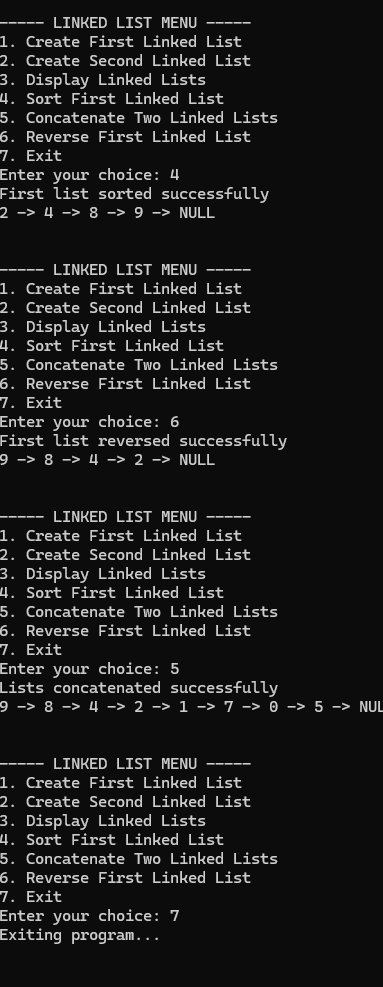 ----- LINKED LIST MENU -----
1. Create First Linked List
2. Create Second Linked List
3. Display Linked Lists
4. Sort First Linked List
5. Concatenate Two Linked Lists
6. Reverse First Linked List
7. Exit
Enter your choice: 4
First list sorted successfully
2 -> 4 -> 8 -> 9 -> NULL
----- LINKED LIST MENU -----
1. Create First Linked List
2. Create Second Linked List
3. Display Linked Lists
4. Sort First Linked List
5. Concatenate Two Linked Lists
6. Reverse First Linked List
7. Exit
Enter your choice: 6
First list reversed successfully
9 -> 8 -> 4 -> 2 -> NULL
----- LINKED LIST MENU -----
1. Create First Linked List
2. Create Second Linked List
3. Display Linked Lists
4. Sort First Linked List
5. Concatenate Two Linked Lists
6. Reverse First Linked List
7. Exit
Enter your choice: 5
Lists concatenated successfully
9 -> 8 -> 4 -> 2 -> 1 -> 7 -> 0 -> 5 -> NUL
----- LINKED LIST MENU -----
1. Create First Linked List
2. Create Second Linked List
3. Display Linked Lists
4. Sort First Linked List
5. Concatenate Two Linked Lists
6. Reverse First Linked List
7. Exit
Enter your choice: 7
Exiting program...